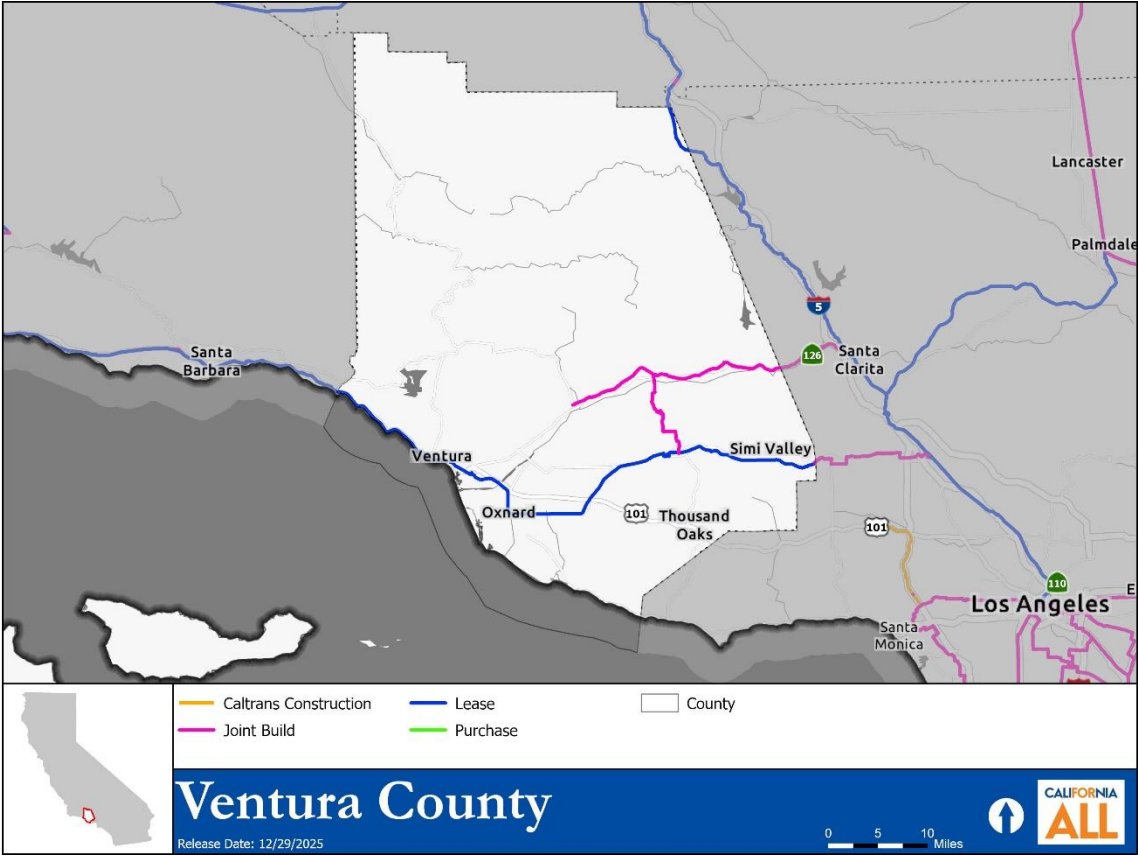 Lancaster
Palmdale
5
126
Santa
Clarita
Santa
Barbara
Simi Valley
Ventura
Oxnard
101
Thousand
Oaks
101
110
Los Angeles
E
Santa
Monica
Caltrans Construction
Lease
County
Joint Build
Purchase
Ventura County
Release Date: 12/29/2025
0 5 10
Miles
CALIFORNIA
ALL